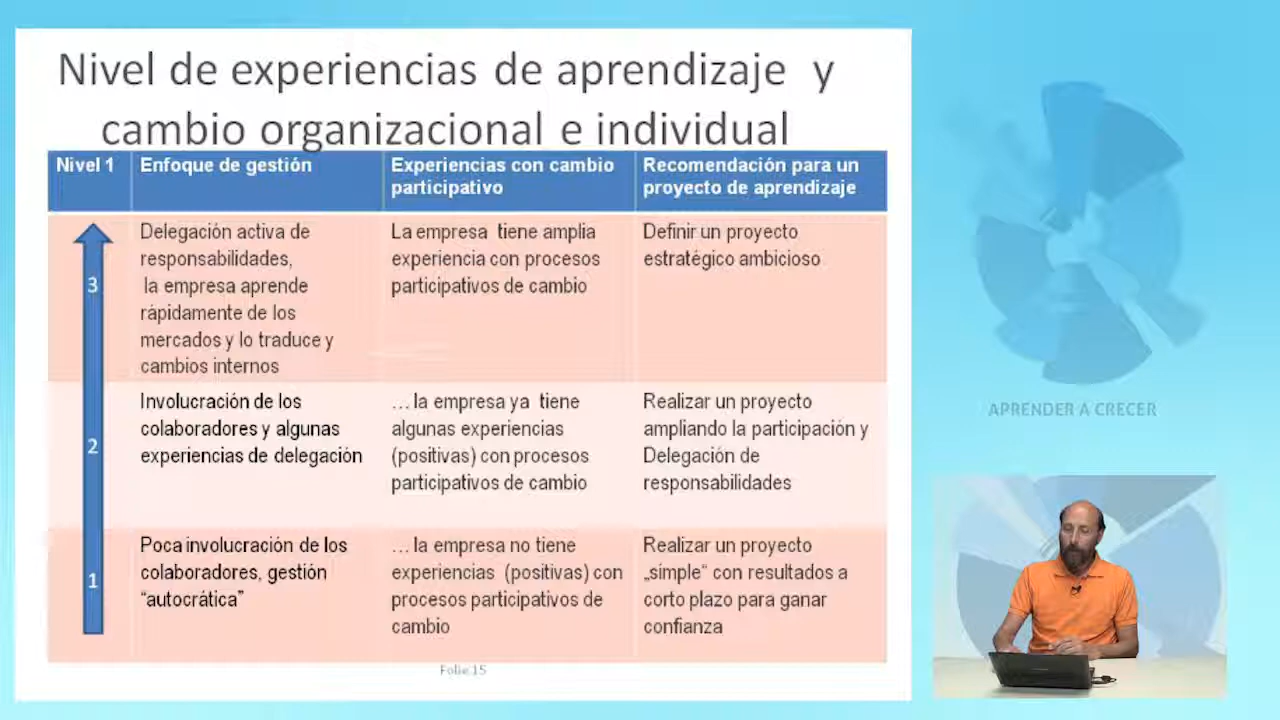 Nivel de experiencias de aprendizaje y
cambio organizacional e individual
Nivel 1
Enfoque de gestión
Experiencias con cambio
participativo
Recomendación para un
proyecto de aprendizaje
3
Delegación activa de
responsabilidades,
la empresa aprende
rápidamente de los
mercados y lo traduce y
cambios internos
La empresa tiene amplia
experiencia con procesos
participativos de cambio
Definir un proyecto
estratégico ambicioso
2
Involucración de los
colaboradores y algunas
experiencias de delegación
… la empresa ya tiene
algunas experiencias
(positivas) con procesos
participativos de cambio
Realizar un proyecto
ampliando la participación y
Delegación de
responsabilidades
1
Poca involucración de los
colaboradores, gestión
“autocrática”
… la empresa no tiene
experiencias (positivas) con
procesos participativos de
cambio
Realizar un proyecto
„simple“ con resultados a
corto plazo para ganar
confianza
Folie 15
APRENDER A CRECER